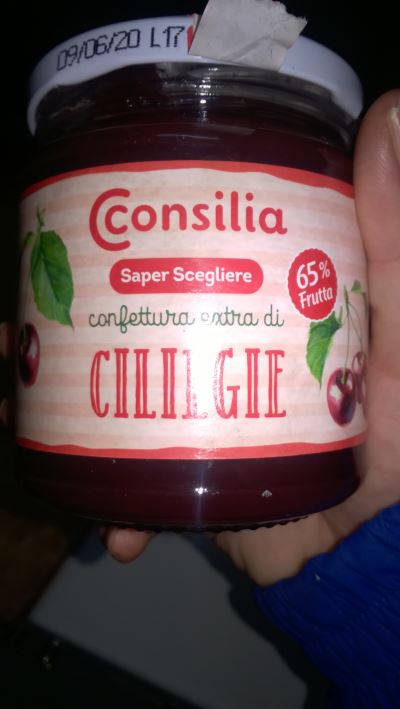 09/06/20 L17
Consilia
Saper Scegliere
65%
Frutta
confettura extra di
CILIEGIE